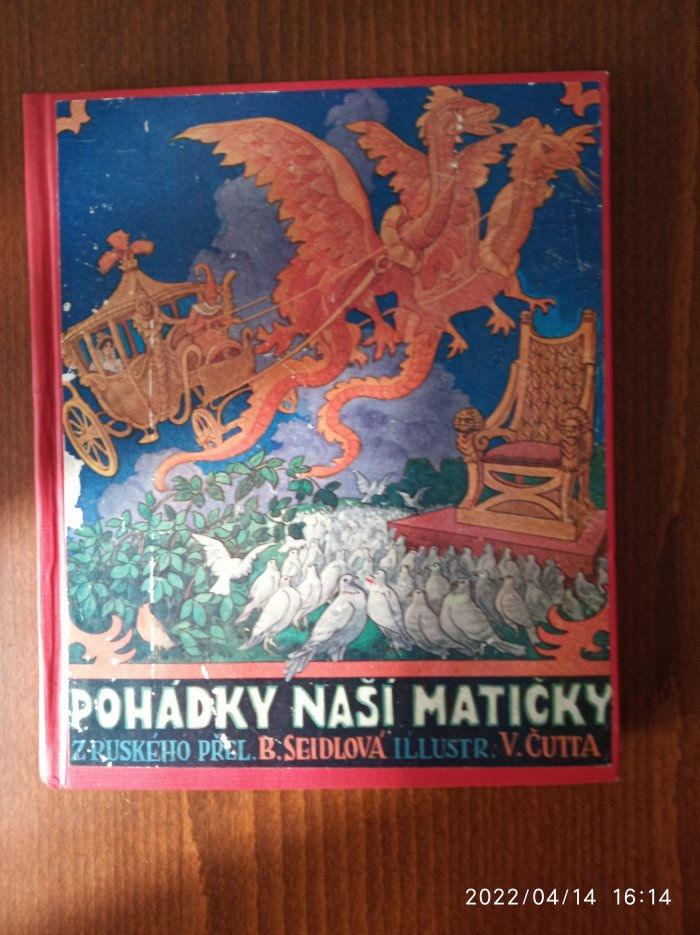 POHÁDKY NAŠÍ MATIČKY
Z RUSKÉHO PŘEL. B. SEIDLOVÁ ILLUSTR. V. ČUTTA
2022/04/14 16:14